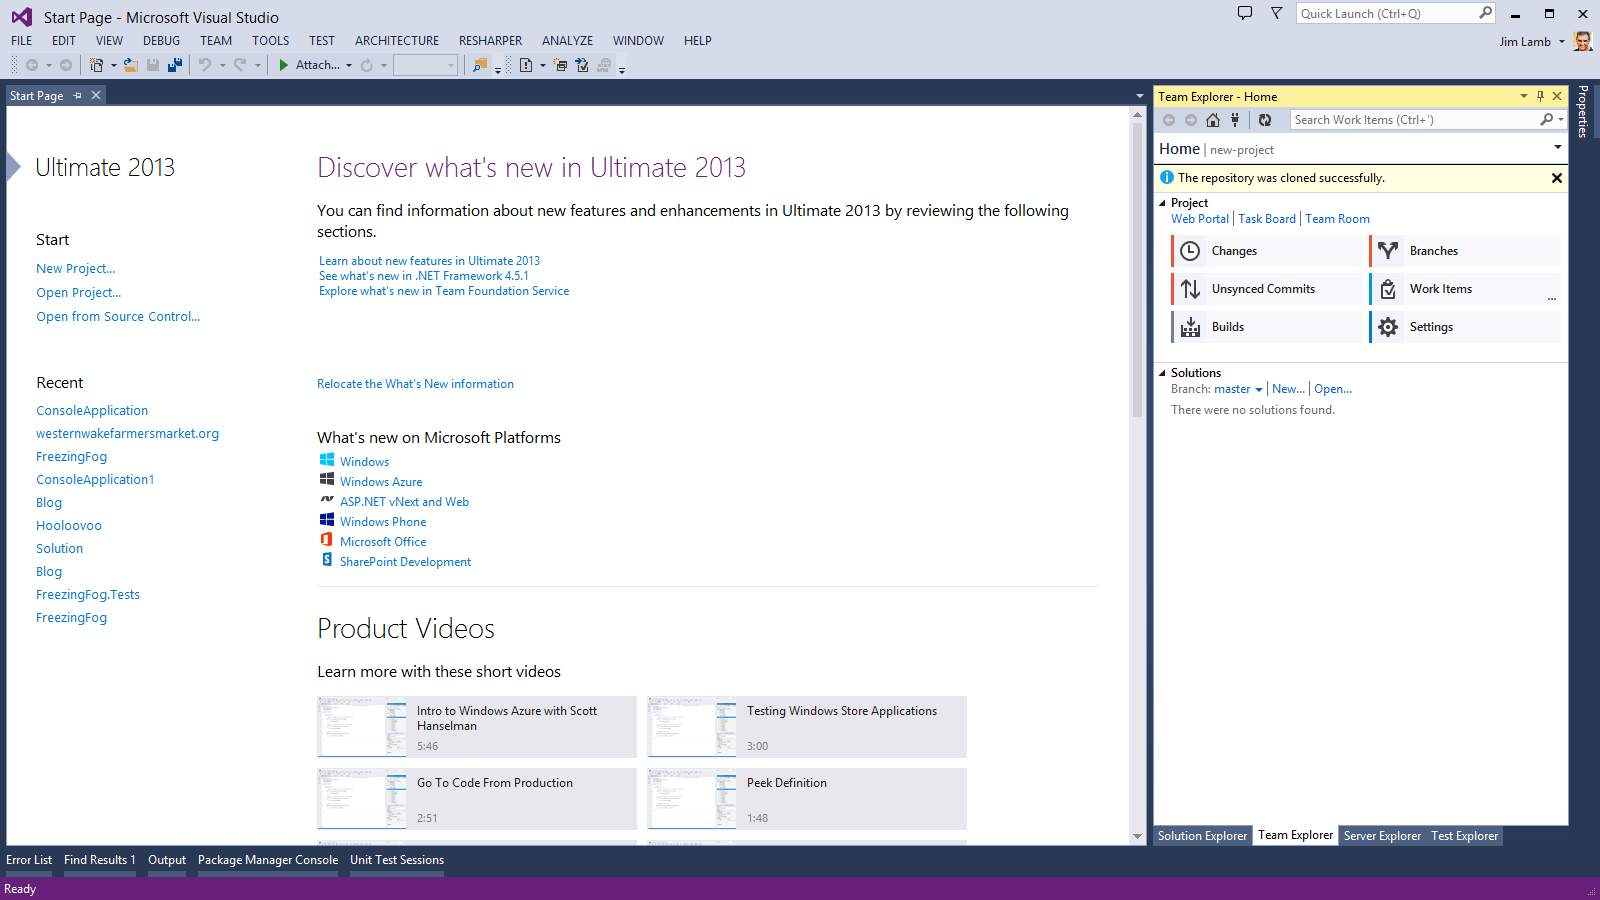 Start Page - Microsoft Visual Studio
Quick Launch (Ctrl+Q)
FILE EDIT VIEW DEBUG TEAM TOOLS TEST ARCHITECTURE RESHARPER ANALYZE WINDOW HELP
Jim Lamb
Attach...
Start Page
Ultimate 2013
Start
New Project...
Open Project...
Open from Source Control...
Recent
ConsoleApplication
westernwakefarmersmarket.org
FreezingFog
ConsoleApplication1
Blog
Hooloovoo
Solution
Blog
FreezingFog.Tests
FreezingFog
Discover what's new in Ultimate 2013
You can find information about new features and enhancements in Ultimate 2013 by reviewing the following
sections.
Learn about new features in Ultimate 2013
See what's new in .NET Framework 4.5.1
Explore what's new in Team Foundation Service
Relocate the What's New information
What's new on Microsoft Platforms
Windows
Windows Azure
ASP.NET vNext and Web
Windows Phone
Microsoft Office
SharePoint Development
Product Videos
Learn more with these short videos
Intro to Windows Azure with Scott
Hanselman
5:46
Testing Windows Store Applications
3:00
Go To Code From Production
2:51
Peek Definition
1:48
Team Explorer - Home
Search Work Items (Ctrl+')
Home | new-project
The repository was cloned successfully.
Project
Web Portal | Task Board | Team Room
Changes
Branches
Unsynced Commits
Work Items
...
Builds
Settings
Solutions
Branch: master | New... | Open...
There were no solutions found.
Solution Explorer Team Explorer Server Explorer Test Explorer
Properties
Error List Find Results 1 Output Package Manager Console Unit Test Sessions
Ready